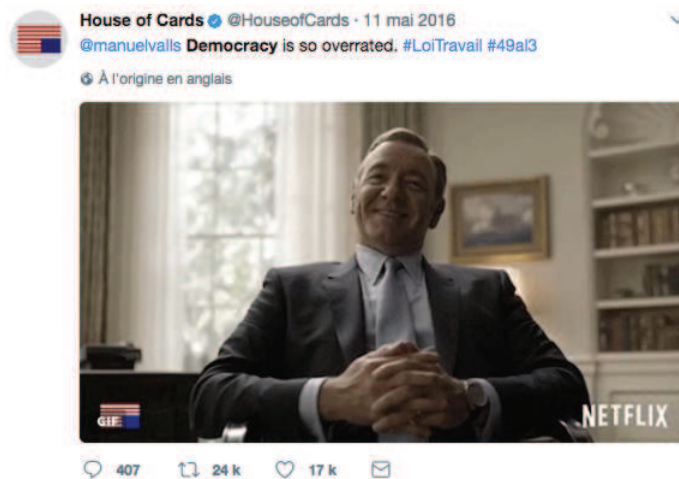 House of Cards @HouseofCards · 11 mai 2016
@manuelvalls Democracy is so overrated. #LoiTravail #49al3
À l'origine en anglais
GIF
NETFLIX
407 24 k 17 k